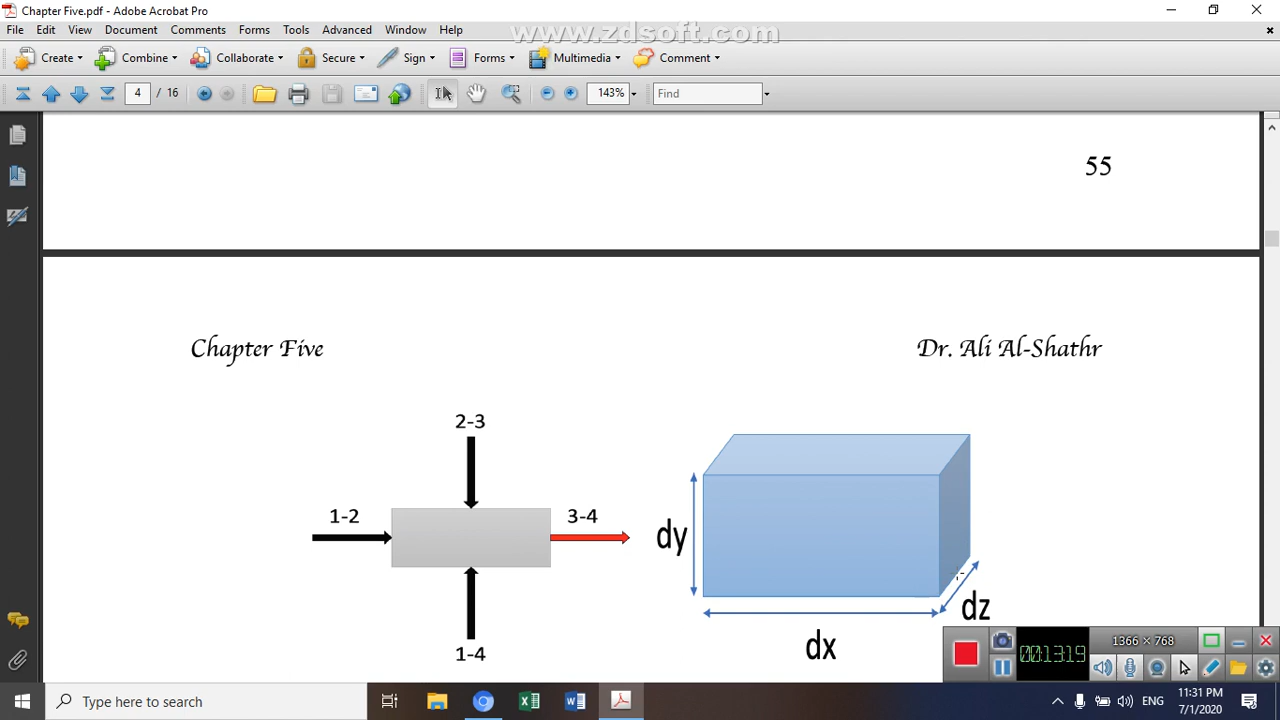 Chapter Five.pdf - Adobe Acrobat Pro
File Edit View Document Comments Forms Tools Advanced Window Help
www.zdsoft.com
Create Combine Collaborate Secure Sign Forms Multimedia Comment
4 / 16 143% Find
55
Chapter Five Dr. Ali Al-Shathr
2-3
1-2 3-4
dy
dz
1-4 dx
1366 × 768
00:13:19
Type here to search
ENG
11:31 PM
7/1/2020